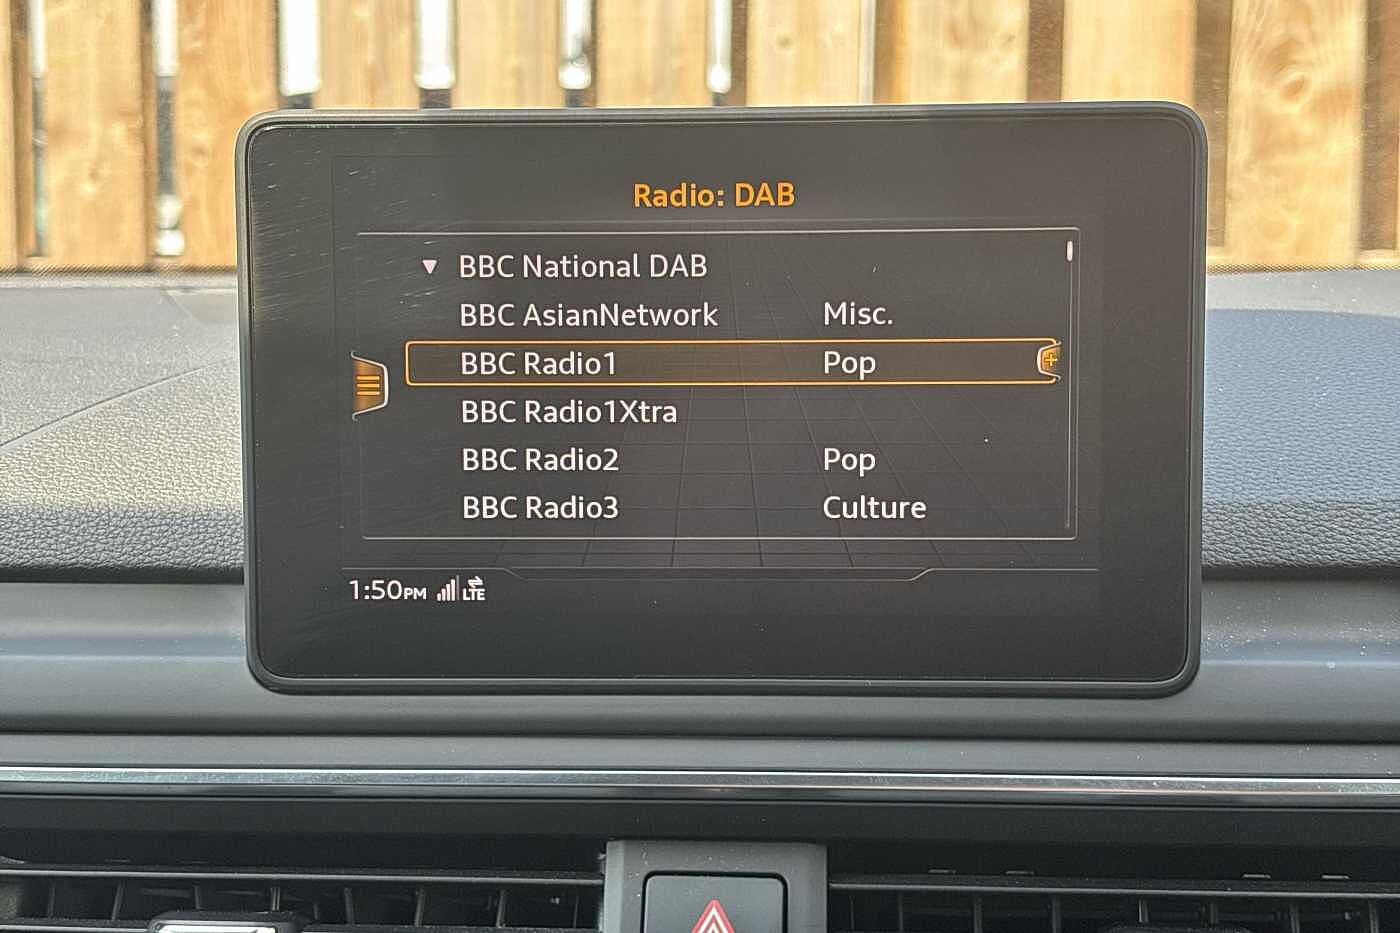 Radio: DAB
BBC National DAB
BBC AsianNetwork Misc.
BBC Radio1 Pop
BBC Radio1Xtra
BBC Radio2 Pop
BBC Radio3 Culture
1:50PM LTE